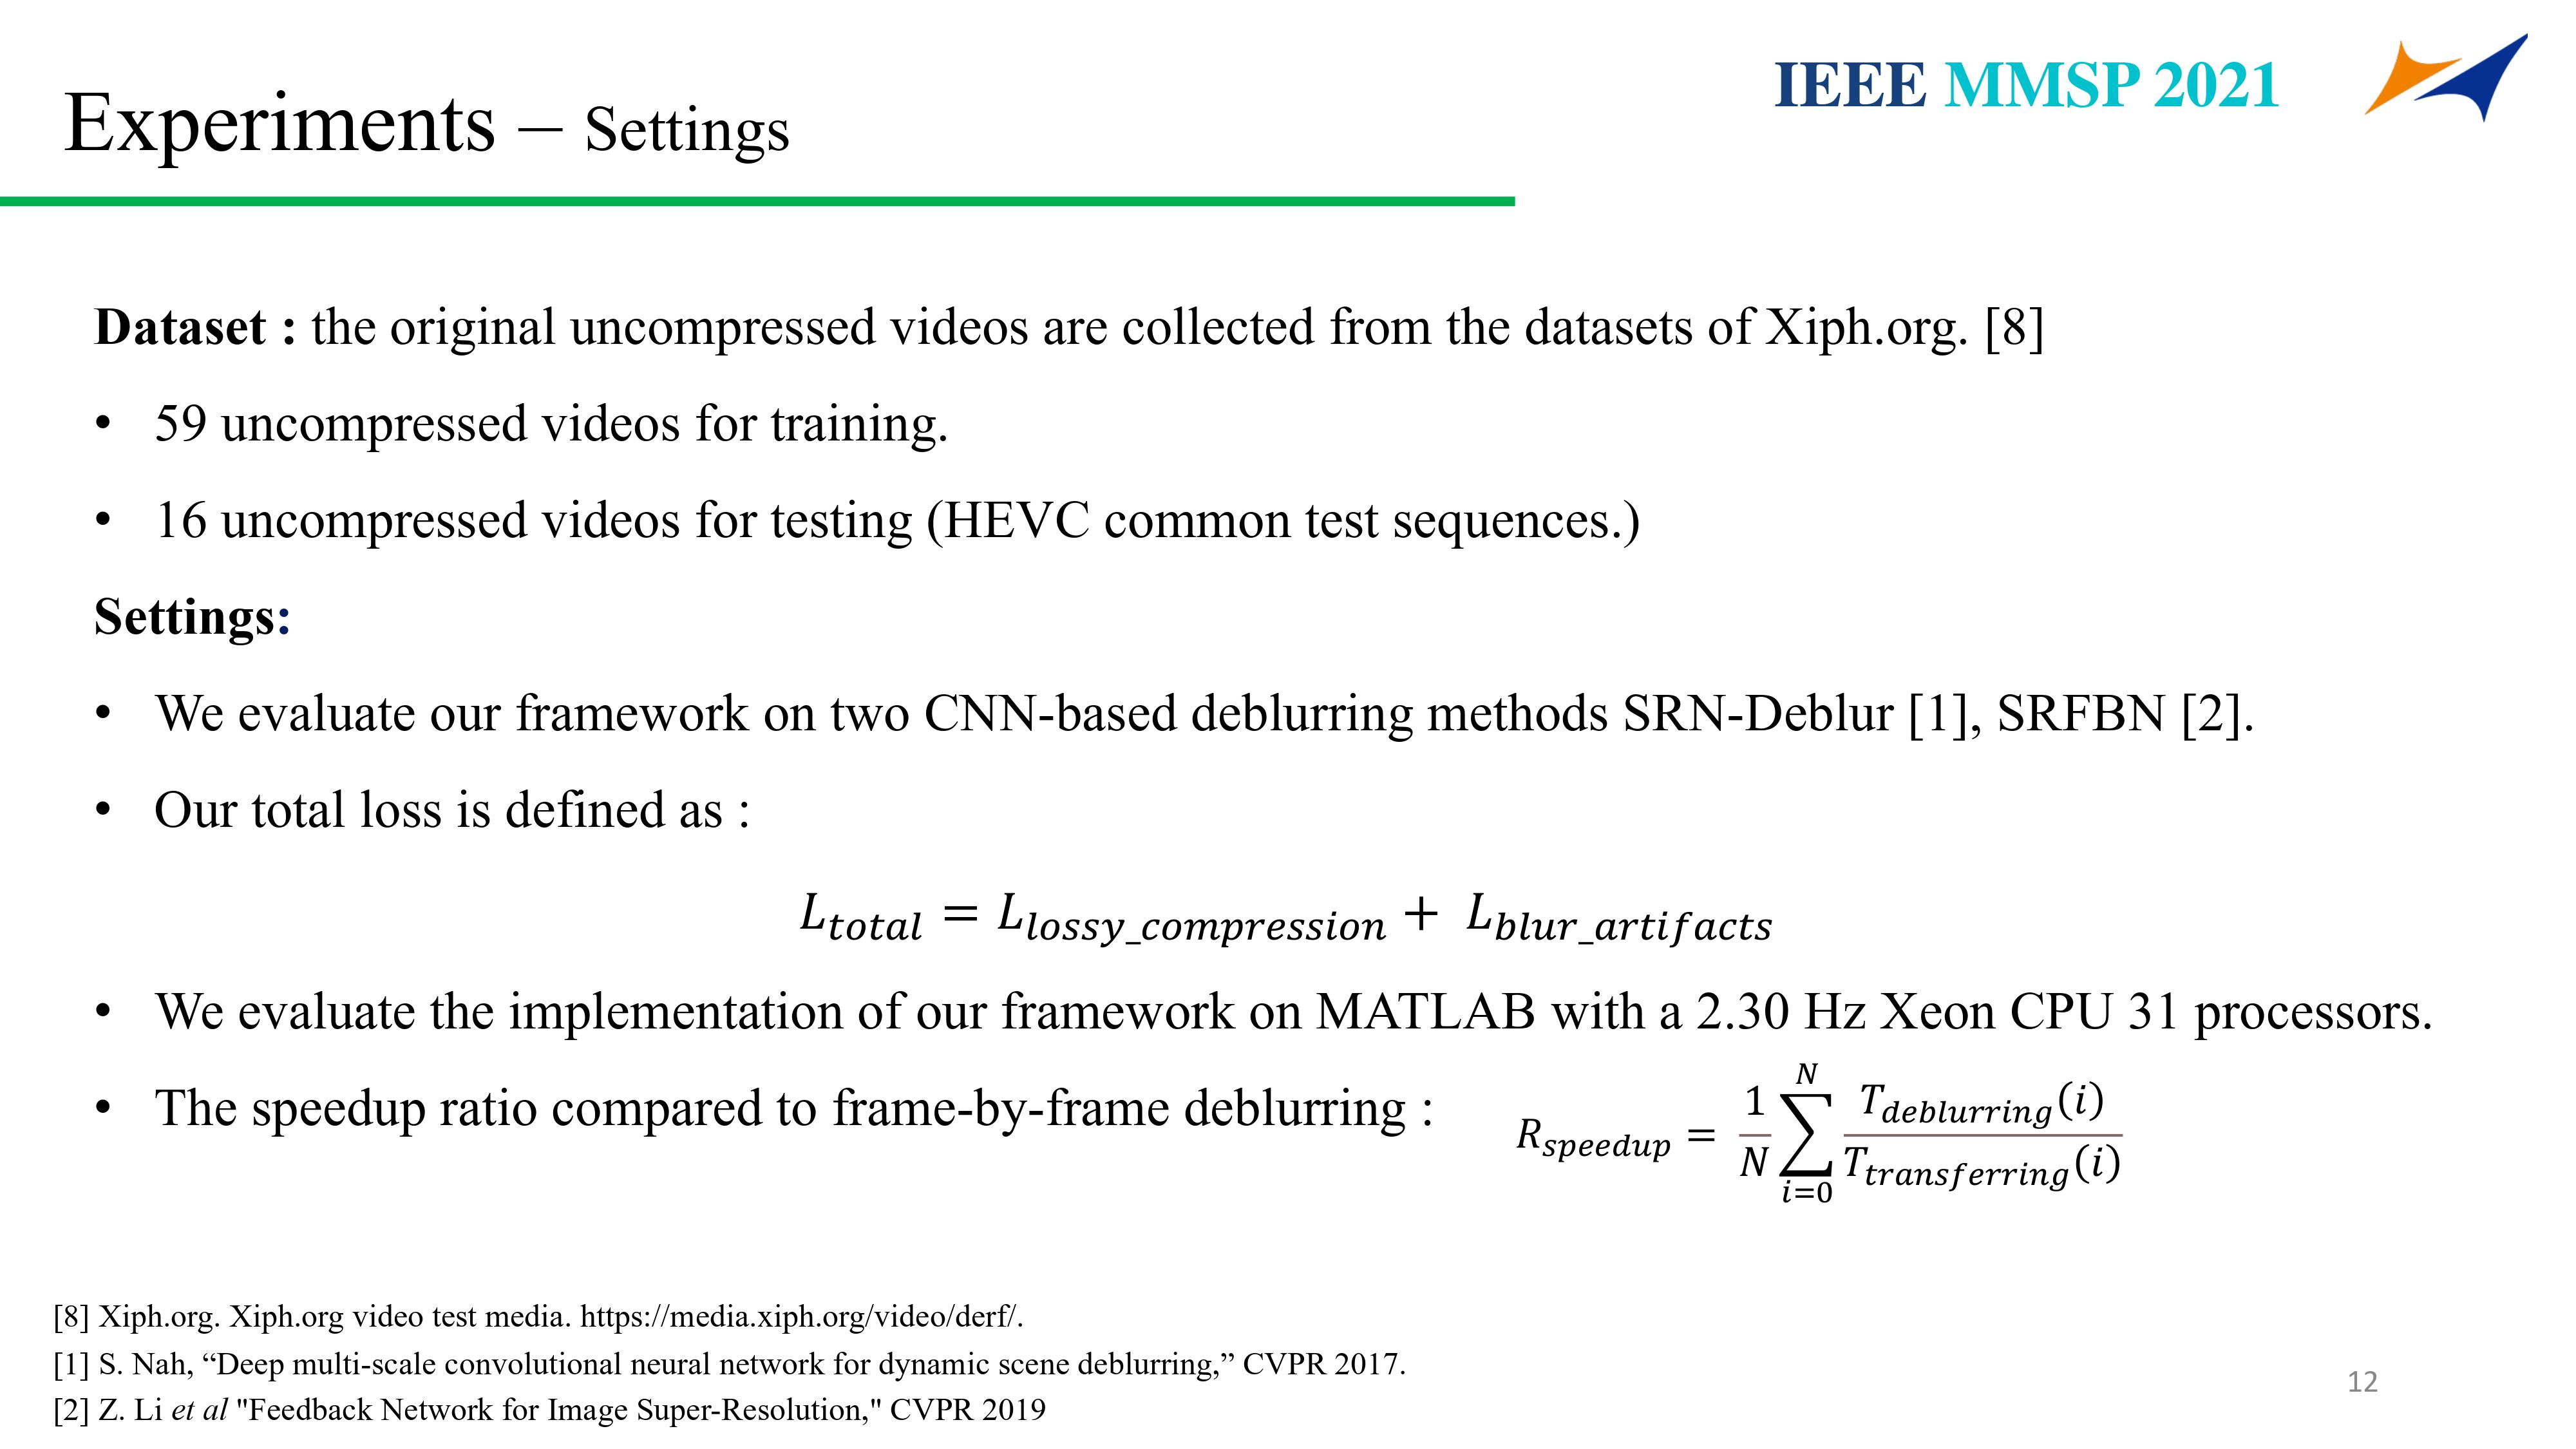 IEEE MMSP 2021
Experiments – Settings
Dataset : the original uncompressed videos are collected from the datasets of Xiph.org. [8]
• 59 uncompressed videos for training.
• 16 uncompressed videos for testing (HEVC common test sequences.)
Settings:
• We evaluate our framework on two CNN-based deblurring methods SRN-Deblur [1], SRFBN [2].
• Our total loss is defined as :
L_{total} = L_{lossy_compression} + L_{blur_artifacts}
• We evaluate the implementation of our framework on MATLAB with a 2.30 Hz Xeon CPU 31 processors.
• The speedup ratio compared to frame-by-frame deblurring : R_{speedup} = \frac{1}{N} \sum_{i=0}^{N} \frac{T_{deblurring}(i)}{T_{transferring}(i)}
[8] Xiph.org. Xiph.org video test media. https://media.xiph.org/video/derf/.
[1] S. Nah, “Deep multi-scale convolutional neural network for dynamic scene deblurring,” CVPR 2017.
[2] Z. Li et al "Feedback Network for Image Super-Resolution," CVPR 2019
12